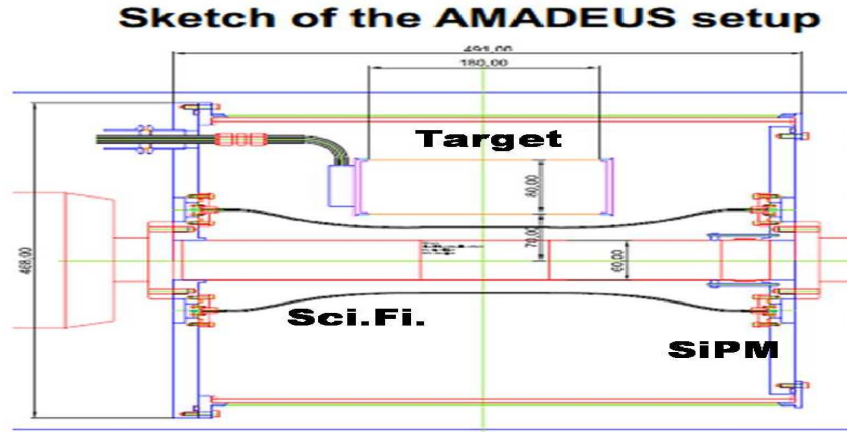 Sketch of the AMADEUS setup
491,00
180,00
Target
80,00
70,00
60,00
468,00
Sci.Fi.
SiPM